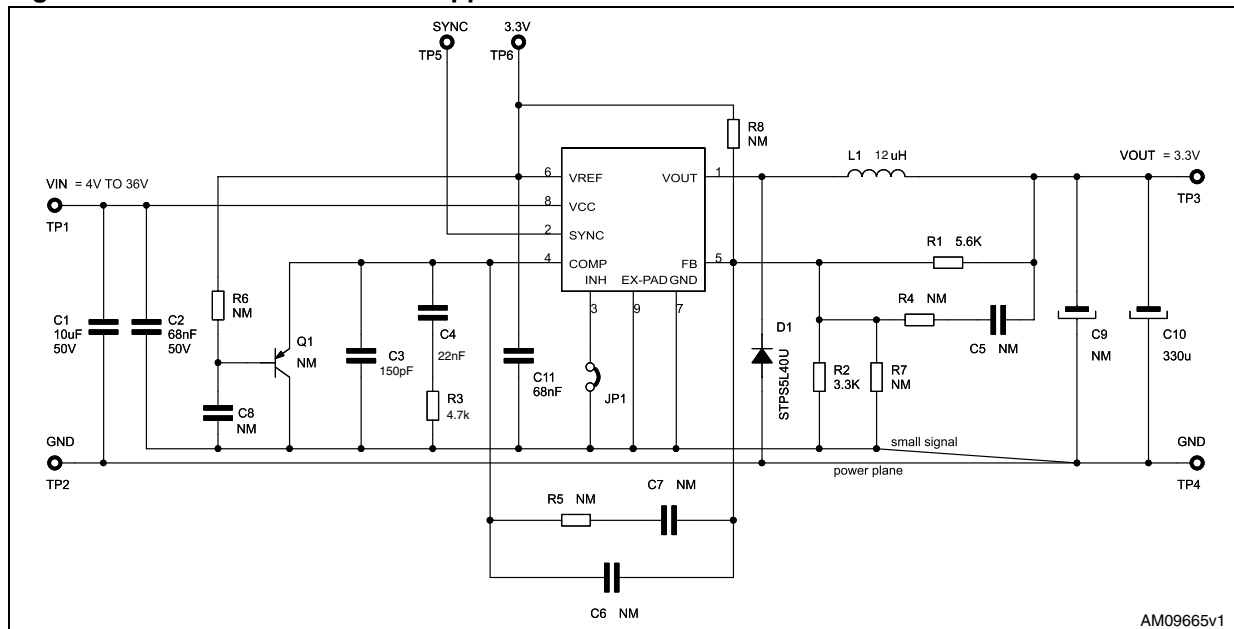 SYNC
3.3V
TP5
TP6
R8
NM
L1 12 uH
VOUT = 3.3V
VIN = 4V TO 36V
6 VREF
VOUT 1
TP1
8 VCC
TP3
2 SYNC
R1 5.6K
4 COMP
FB 5
INH EX-PAD GND
3 9 7
R6
NM
R4 NM
C1
10uF
50V
C2
68nF
50V
Q1
NM
C4
22nF
D1
STPS5L40U
C5 NM
C9
NM
C10
330u
C3
150pF
C11
68nF
JP1
R2
3.3K
R7
NM
R3
4.7k
C8
NM
GND
small signal
GND
TP2
power plane
TP4
C7 NM
R5 NM
C6 NM
AM09665v1